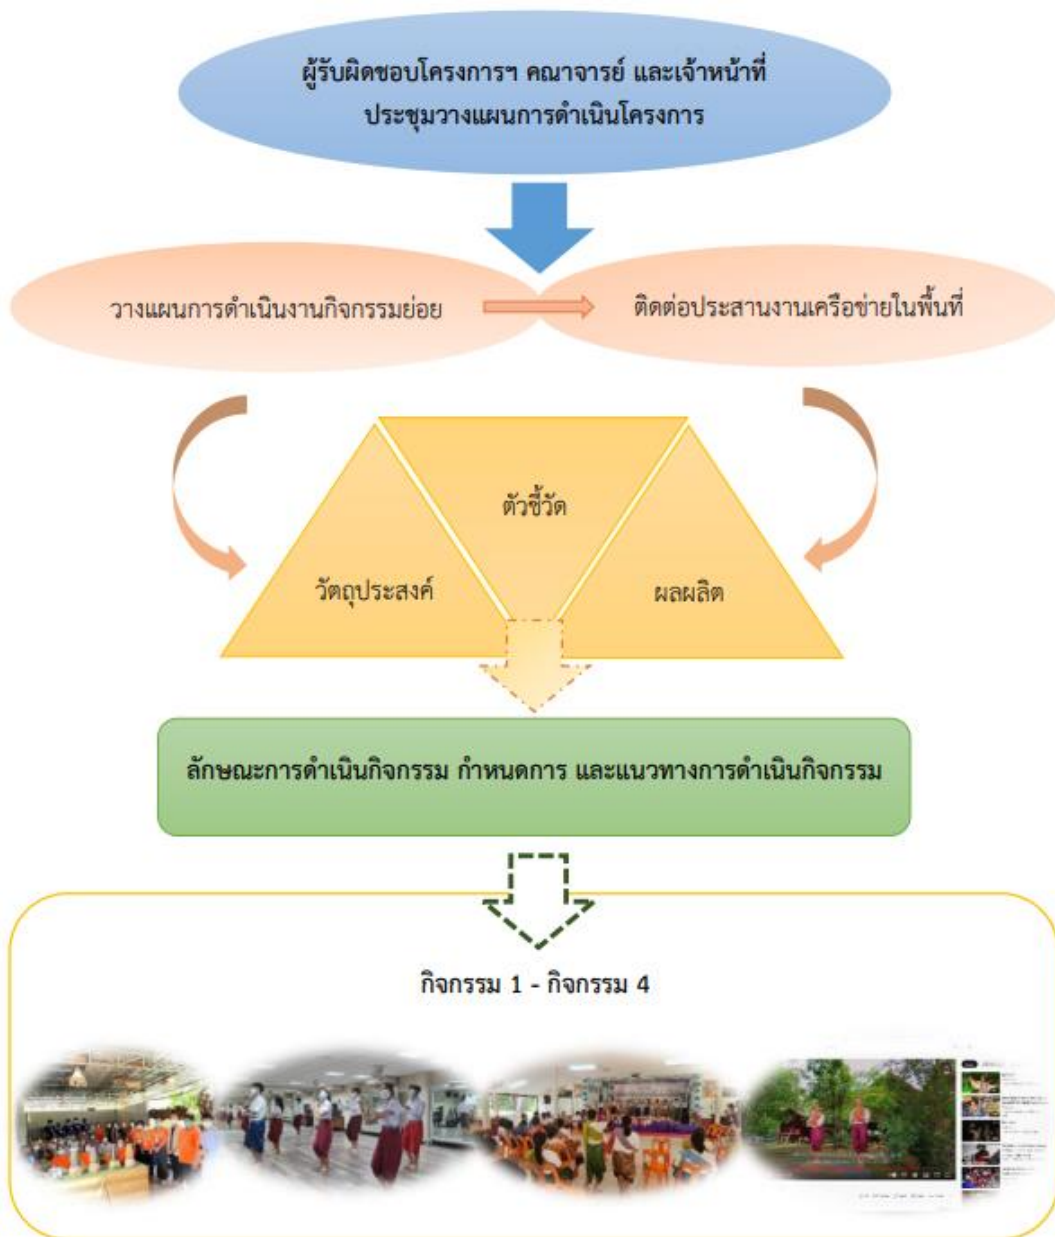 ผู้รับผิดชอบโครงการฯ คณาจารย์ และเจ้าหน้าที่
ประชุมวางแผนการดำเนินโครงการ
วางแผนการดำเนินงานกิจกรรมย่อย
ติดต่อประสานงานเครือข่ายในพื้นที่
ตัวชี้วัด
วัตถุประสงค์
ผลผลิต
ลักษณะการดำเนินกิจกรรม กำหนดการ และแนวทางการดำเนินกิจกรรม
กิจกรรม 1 - กิจกรรม 4